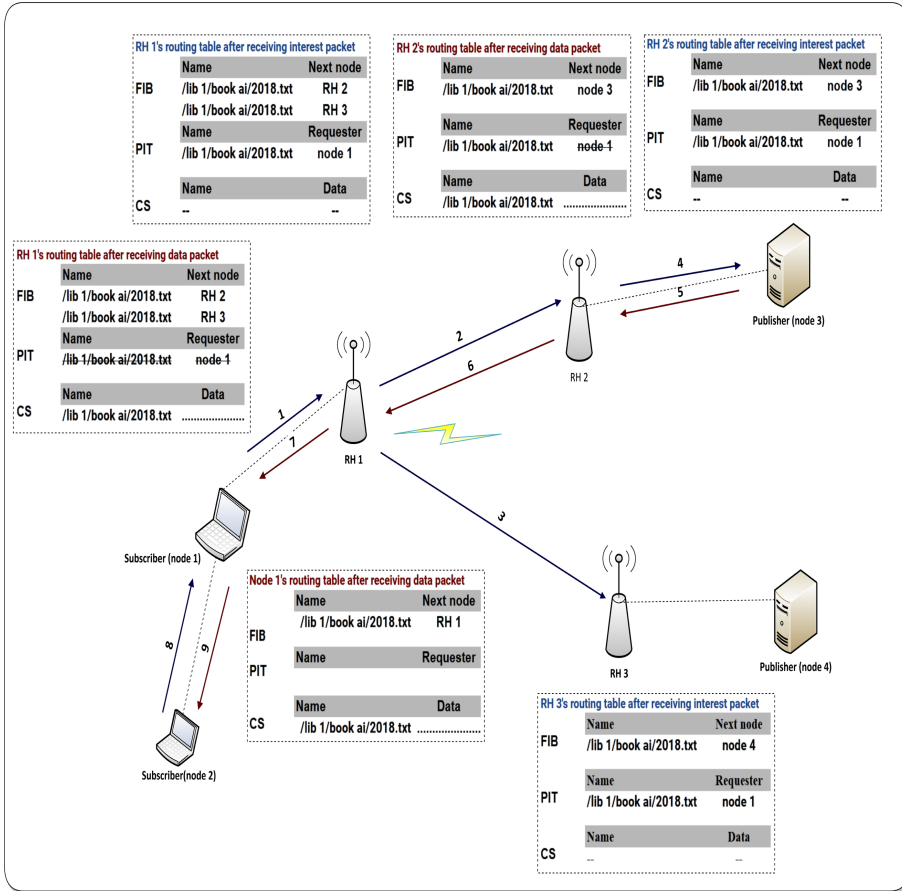 RH 1's routing table after receiving interest packet
Name Next node
FIB /lib 1/book ai/2018.txt RH 2
/lib 1/book ai/2018.txt RH 3
Name Requester
PIT /lib 1/book ai/2018.txt node 1
Name Data
CS -- --
RH 2's routing table after receiving data packet
Name Next node
FIB /lib 1/book ai/2018.txt node 3
Name Requester
PIT /lib 1/book ai/2018.txt node 1
Name Data
CS /lib 1/book ai/2018.txt .....................
RH 2's routing table after receiving interest packet
Name Next node
FIB /lib 1/book ai/2018.txt node 3
Name Requester
PIT /lib 1/book ai/2018.txt node 1
Name Data
CS -- --
RH 1's routing table after receiving data packet
Name Next node
FIB /lib 1/book ai/2018.txt RH 2
/lib 1/book ai/2018.txt RH 3
Name Requester
PIT /lib 1/book ai/2018.txt node 1
Name Data
CS /lib 1/book ai/2018.txt .....................
4
5
Publisher (node 3)
2
6
RH 2
1
7
RH 1
3
Subscriber (node 1)
8
9
Subscriber(node 2)
Node 1's routing table after receiving data packet
Name Next node
/lib 1/book ai/2018.txt RH 1
FIB
Name Requester
PIT
Name Data
CS /lib 1/book ai/2018.txt .....................
RH 3
Publisher (node 4)
RH 3's routing table after receiving interest packet
Name Next node
FIB /lib 1/book ai/2018.txt node 4
Name Requester
PIT /lib 1/book ai/2018.txt node 1
Name Data
CS -- --